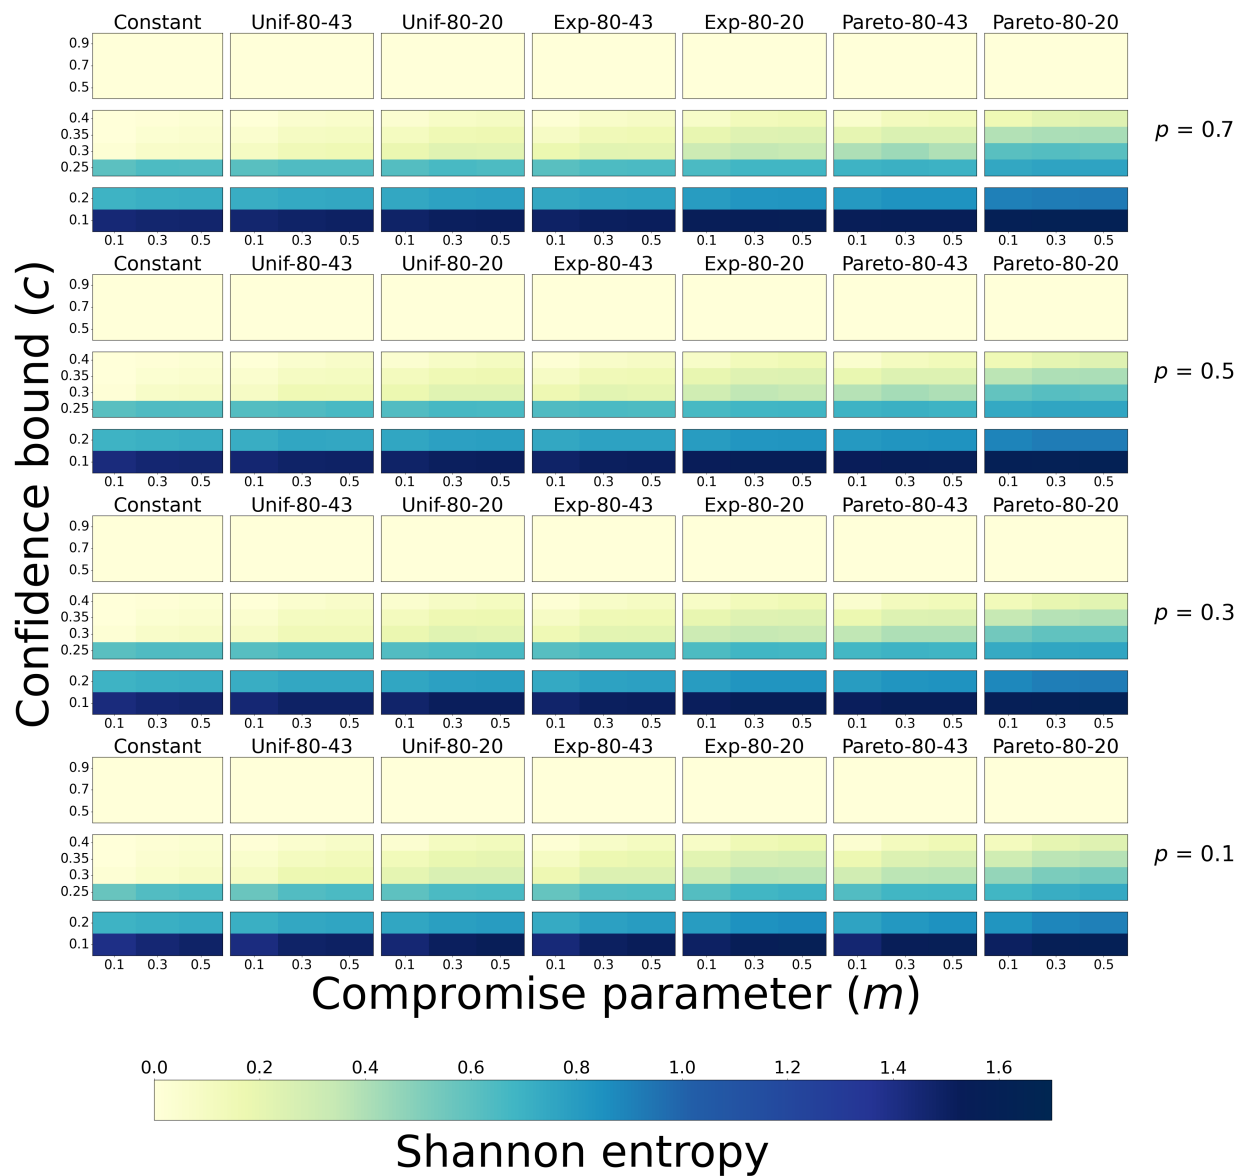 Constant Unif-80-43 Unif-80-20 Exp-80-43 Exp-80-20 Pareto-80-43 Pareto-80-20
0.9
0.7
0.5
0.4
0.35
0.3
0.25
p = 0.7
0.2
0.1
0.1 0.3 0.5 0.1 0.3 0.5 0.1 0.3 0.5 0.1 0.3 0.5 0.1 0.3 0.5 0.1 0.3 0.5 0.1 0.3 0.5
Constant Unif-80-43 Unif-80-20 Exp-80-43 Exp-80-20 Pareto-80-43 Pareto-80-20
0.9
0.7
0.5
0.4
0.35
0.3
0.25
p = 0.5
0.2
0.1
0.1 0.3 0.5 0.1 0.3 0.5 0.1 0.3 0.5 0.1 0.3 0.5 0.1 0.3 0.5 0.1 0.3 0.5 0.1 0.3 0.5
Confidence bound (c)
Constant Unif-80-43 Unif-80-20 Exp-80-43 Exp-80-20 Pareto-80-43 Pareto-80-20
0.9
0.7
0.5
0.4
0.35
0.3
0.25
p = 0.3
0.2
0.1
0.1 0.3 0.5 0.1 0.3 0.5 0.1 0.3 0.5 0.1 0.3 0.5 0.1 0.3 0.5 0.1 0.3 0.5 0.1 0.3 0.5
Constant Unif-80-43 Unif-80-20 Exp-80-43 Exp-80-20 Pareto-80-43 Pareto-80-20
0.9
0.7
0.5
0.4
0.35
0.3
0.25
p = 0.1
0.2
0.1
0.1 0.3 0.5 0.1 0.3 0.5 0.1 0.3 0.5 0.1 0.3 0.5 0.1 0.3 0.5 0.1 0.3 0.5 0.1 0.3 0.5
Compromise parameter (m)
0.0 0.2 0.4 0.6 0.8 1.0 1.2 1.4 1.6
Shannon entropy